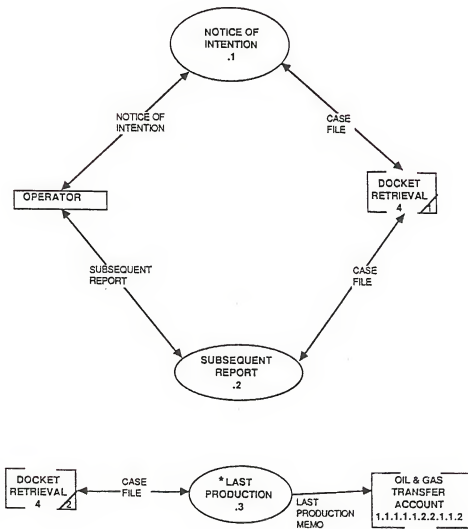 NOTICE OF
INTENTION
.1
NOTICE OF
INTENTION
CASE
FILE
OPERATOR
DOCKET
RETRIEVAL
4
1
SUBSEQUENT
REPORT
CASE
FILE
SUBSEQUENT
REPORT
.2
DOCKET
RETRIEVAL
4
2
CASE
FILE
*LAST
PRODUCTION
.3
LAST
PRODUCTION
MEMO
OIL & GAS
TRANSFER
ACCOUNT
1.1.1.1.1.2.2.1.1.2